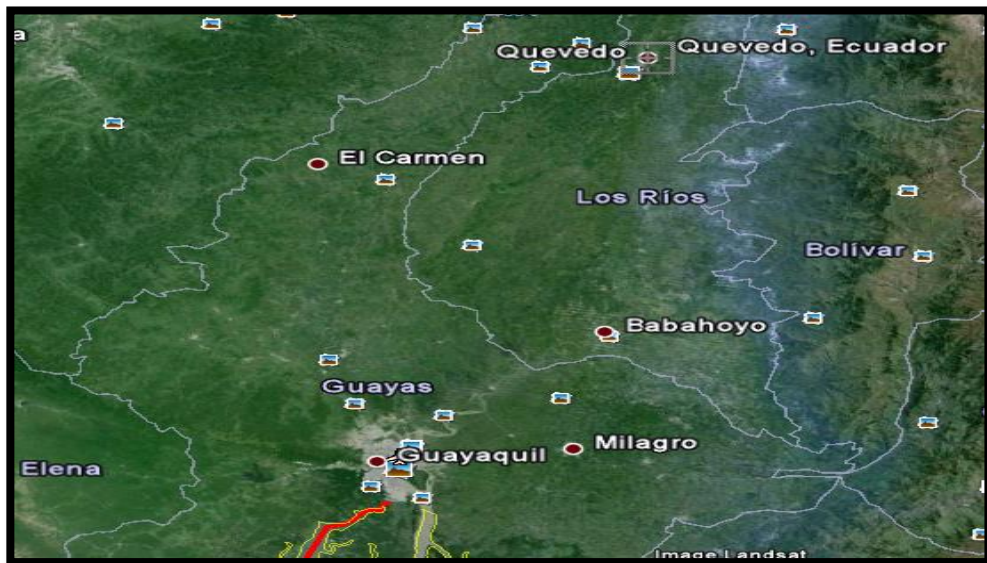 Quevedo
Quevedo, Ecuador
El Carmen
Los Ríos
Bolívar
Babahoyo
Guayas
Milagro
Guayaquil
Elena
Image Landsat